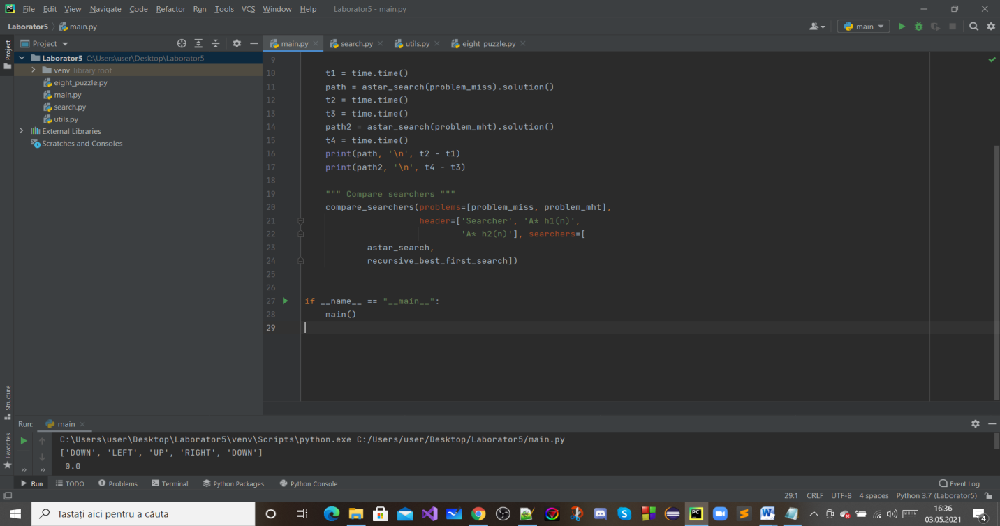 File Edit View Navigate Code Refactor Run Tools VCS Window Help Laborator5 - main.py
Laborator5 main.py main
Project
Project main.py search.py utils.py eight_puzzle.py
Laborator5 C:\Users\user\Desktop\Laborator5
venv library root
eight_puzzle.py
main.py
search.py
utils.py
External Libraries
Scratches and Consoles
9
10 t1 = time.time()
11 path = astar_search(problem_miss).solution()
12 t2 = time.time()
13 t3 = time.time()
14 path2 = astar_search(problem_mht).solution()
15 t4 = time.time()
16 print(path, '\n', t2 - t1)
17 print(path2, '\n', t4 - t3)
18
19 """ Compare searchers """
20 compare_searchers(problems=[problem_miss, problem_mht],
21 header=['Searcher', 'A* h1(n)',
22 'A* h2(n)'], searchers=[
23 astar_search,
24 recursive_best_first_search])
25
26
27 if __name__ == "__main__":
28 main()
29
Structure
Favorites
Run: main
C:\Users\user\Desktop\Laborator5\venv\Scripts\python.exe C:/Users/user/Desktop/Laborator5/main.py
['DOWN', 'LEFT', 'UP', 'RIGHT', 'DOWN']
0.0
Run TODO Problems Terminal Python Packages Python Console Event Log
29:1 CRLF UTF-8 4 spaces Python 3.7 (Laborator5)
Tastați aici pentru a căuta
16:36
03.05.2021
4